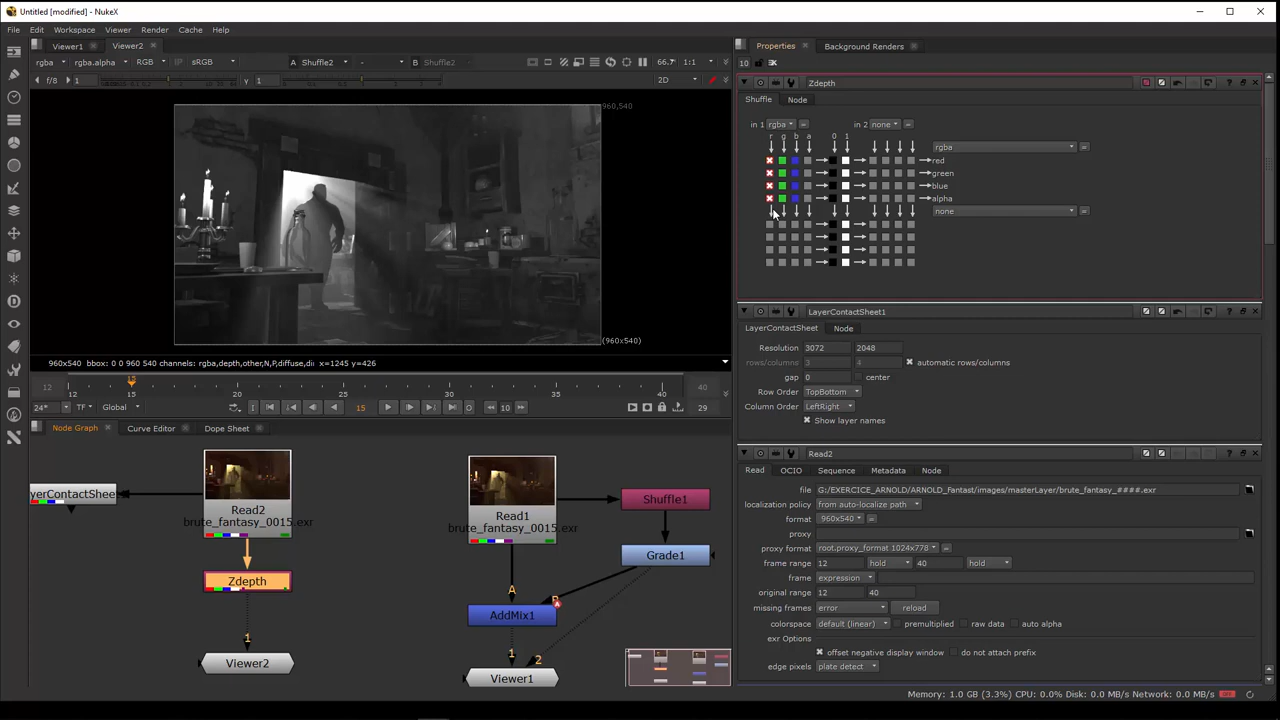 Untitled [modified] - NukeX
File Edit Workspace Viewer Render Cache Help
Viewer1 Viewer2
rgba rgba.alpha RGB IP sRGB A Shuffle2 - B Shuffle2 66.7 1:1
f/8 1 y 1 2D
960,540
(960x540)
960x540 bbox: 0 0 960 540 channels: rgba,depth,other,N,P,diffuse,di x=1245 y=426
12 12 15 20 25 30 35 40 40
24* TF Global 15 10 29
Node Graph Curve Editor Dope Sheet
yerContactShee
Read2
brute_fantasy_0015.exr
Zdepth
1
Viewer2
Read1
brute_fantasy_0015.exr
Shuffle1
Grade1
A
AddMix1
1 2
Viewer1
Properties Background Renders
10
Zdepth
Shuffle Node
in 1 rgba = in 2 none =
r g b a 0 1
rgba =
red
green
blue
alpha
none =
LayerContactSheet1
LayerContactSheet Node
Resolution 3072 2048
rows/columns 3 4 automatic rows/columns
gap 0 center
Row Order TopBottom
Column Order LeftRight
Show layer names
Read2
Read OCIO Sequence Metadata Node
file G:/EXERCICE_ARNOLD/ARNOLD_Fantast/images/masterLayer/brute_fantasy_####.exr
localization policy from auto-localize path
format 960x540 =
proxy
proxy format root.proxy_format 1024x778 =
frame range 12 hold 40 hold
frame expression
original range 12 40
missing frames error reload
colorspace default (linear) premultiplied raw data auto alpha
exr Options
offset negative display window do not attach prefix
edge pixels plate detect
Memory: 1.0 GB (3.3%) CPU: 0.0% Disk: 0.0 MB/s Network: 0.0 MB/s